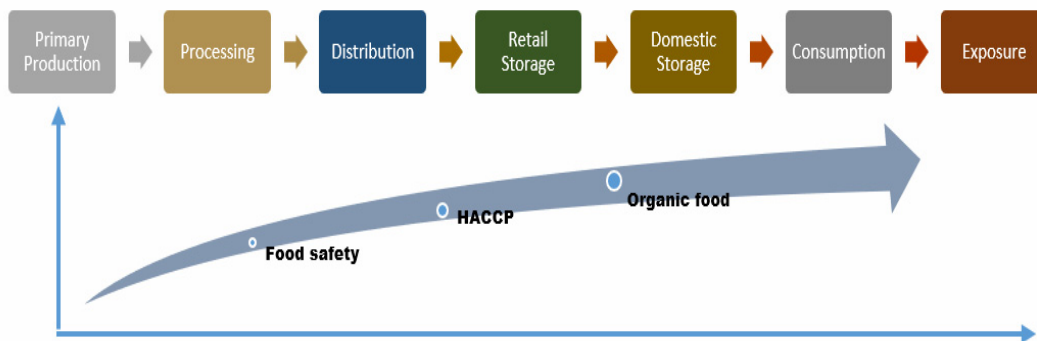 Primary
Production
Processing
Distribution
Retail
Storage
Domestic
Storage
Consumption
Exposure
Organic food
HACCP
Food safety